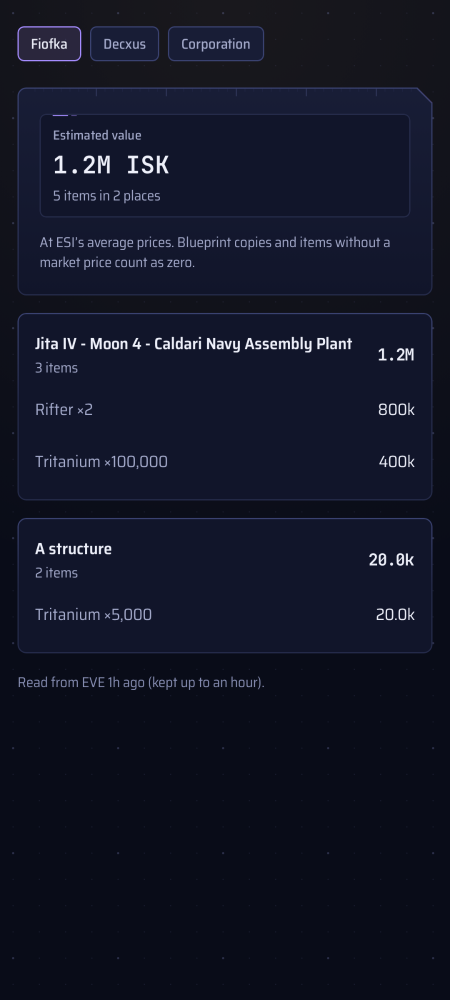 Fiofka
Decxus
Corporation
Estimated value
1.2M ISK
5 items in 2 places
At ESI's average prices. Blueprint copies and items without a
market price count as zero.
Jita IV - Moon 4 - Caldari Navy Assembly Plant
1.2M
3 items
Rifter ×2
800k
Tritanium ×100,000
400k
A structure
20.0k
2 items
Tritanium ×5,000
20.0k
Read from EVE 1h ago (kept up to an hour).